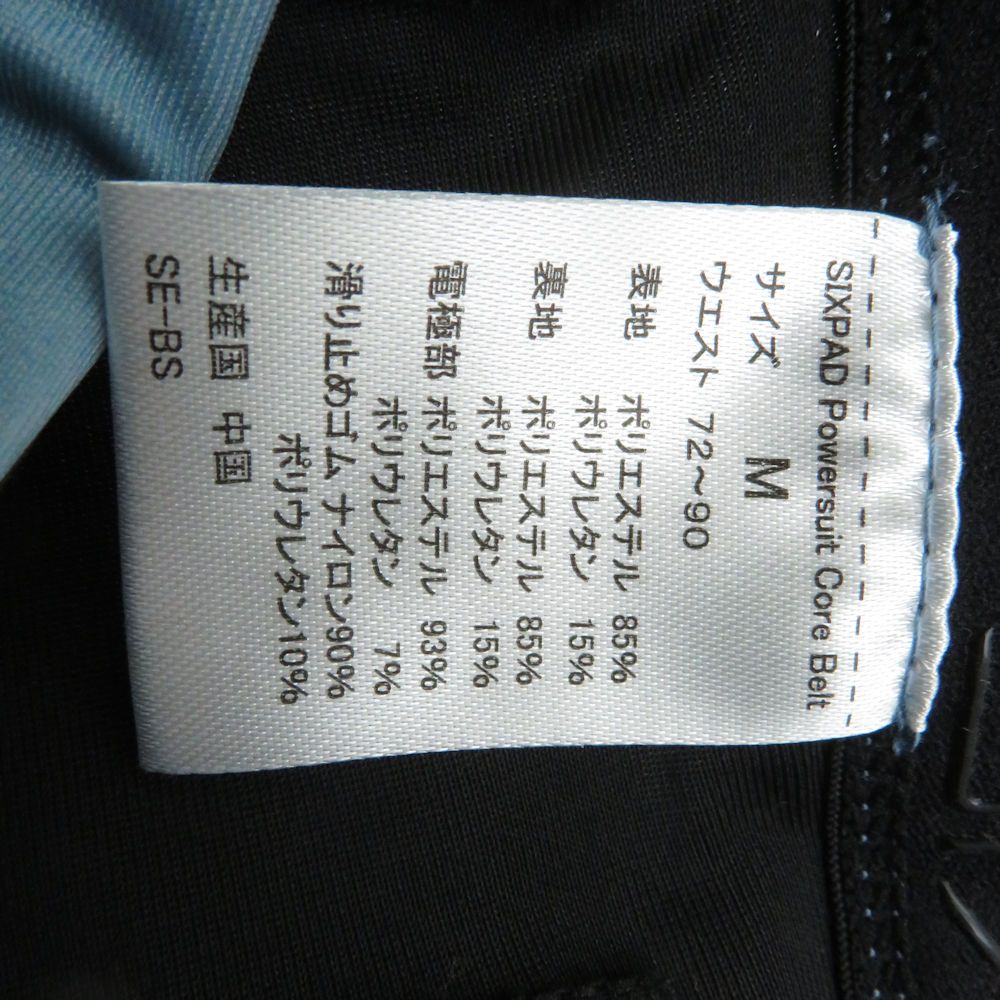 SIXPAD Powersuit Core Belt
サイズ M
ウエスト 72～90
表地 ポリエステル 85%
ポリウレタン 15%
裏地 ポリエステル 85%
ポリウレタン 15%
電極部 ポリエステル 93%
ポリウレタン 7%
滑り止めゴム ナイロン90%
ポリウレタン10%
生産国 中国
SE-BS